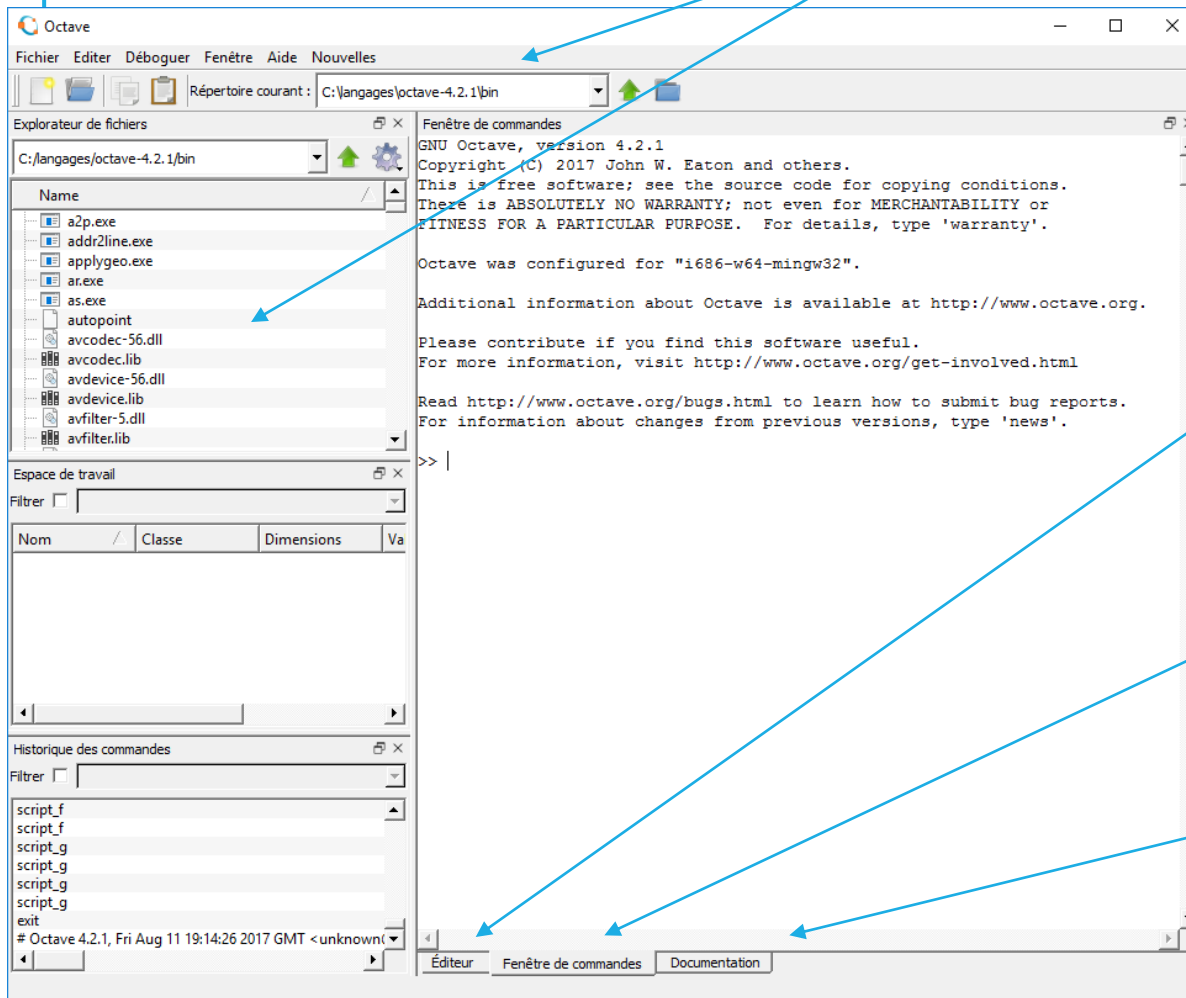 Octave
Fichier Editer Déboguer Fenêtre Aide Nouvelles
Répertoire courant : C:\langages\octave-4.2.1\bin
Explorateur de fichiers
C:/langages/octave-4.2.1/bin
Name
a2p.exe
addr2line.exe
applygeo.exe
ar.exe
as.exe
autopoint
avcodec-56.dll
avcodec.lib
avdevice-56.dll
avdevice.lib
avfilter-5.dll
avfilter.lib
Espace de travail
Filtrer
Nom Classe Dimensions Va
Historique des commandes
Filtrer
script_f
script_f
script_g
script_g
script_g
script_g
exit
# Octave 4.2.1, Fri Aug 11 19:14:26 2017 GMT <unknown(
Fenêtre de commandes
GNU Octave, version 4.2.1
Copyright (C) 2017 John W. Eaton and others.
This is free software; see the source code for copying conditions.
There is ABSOLUTELY NO WARRANTY; not even for MERCHANTABILITY or
FITNESS FOR A PARTICULAR PURPOSE.  For details, type 'warranty'.
Octave was configured for "i686-w64-mingw32".
Additional information about Octave is available at http://www.octave.org.
Please contribute if you find this software useful.
For more information, visit http://www.octave.org/get-involved.html
Read http://www.octave.org/bugs.html to learn how to submit bug reports.
For information about changes from previous versions, type 'news'.
>>
Éditeur Fenêtre de commandes Documentation